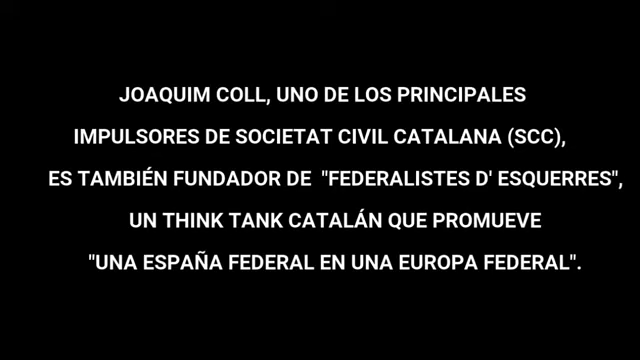 JOAQUIM COLL, UNO DE LOS PRINCIPALES
IMPULSORES DE SOCIETAT CIVIL CATALANA (SCC),
ES TAMBIÉN FUNDADOR DE "FEDERALISTES D' ESQUERRES",
UN THINK TANK CATALÁN QUE PROMUEVE
"UNA ESPAÑA FEDERAL EN UNA EUROPA FEDERAL".